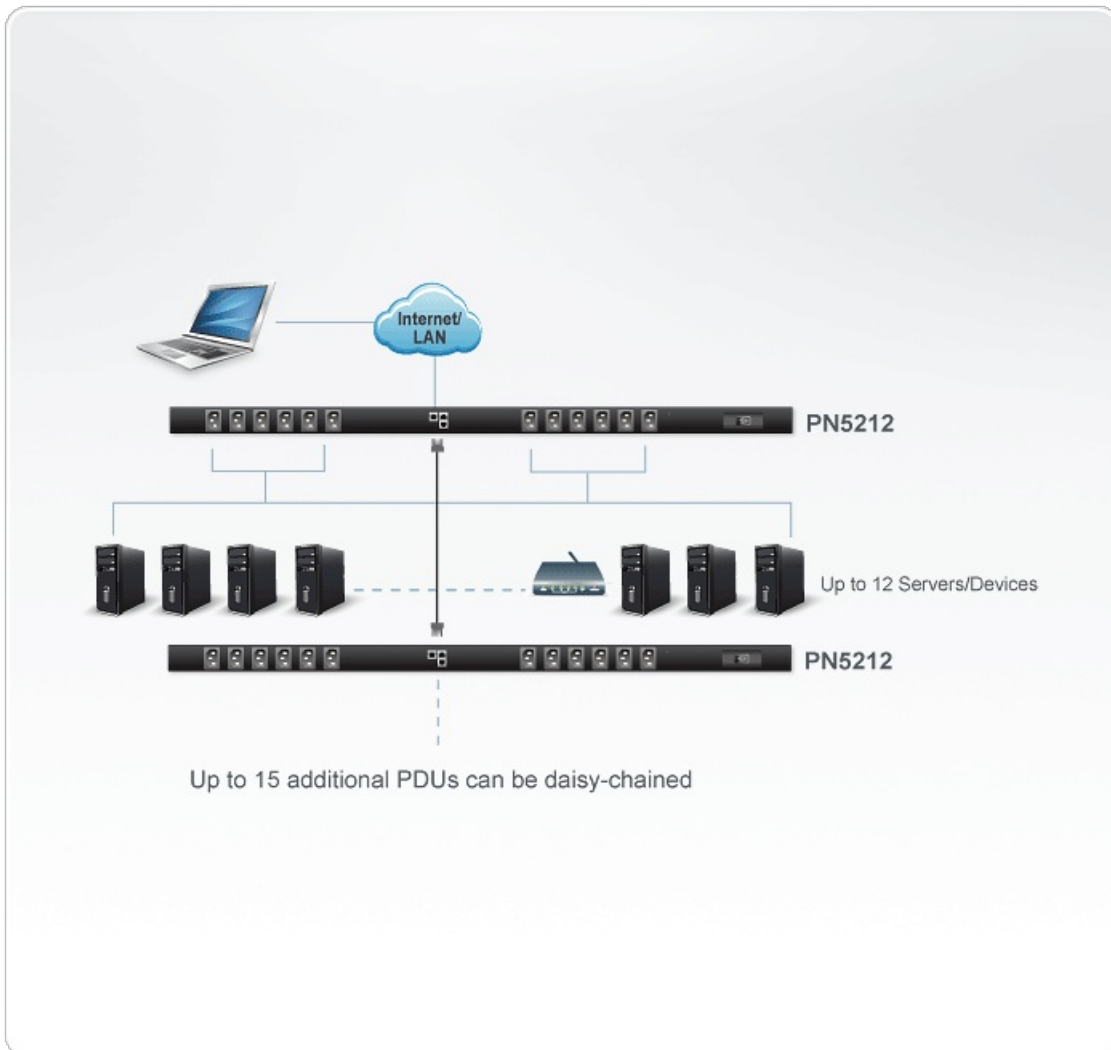 Internet/
LAN
PN5212
Up to 12 Servers/Devices
PN5212
Up to 15 additional PDUs can be daisy-chained